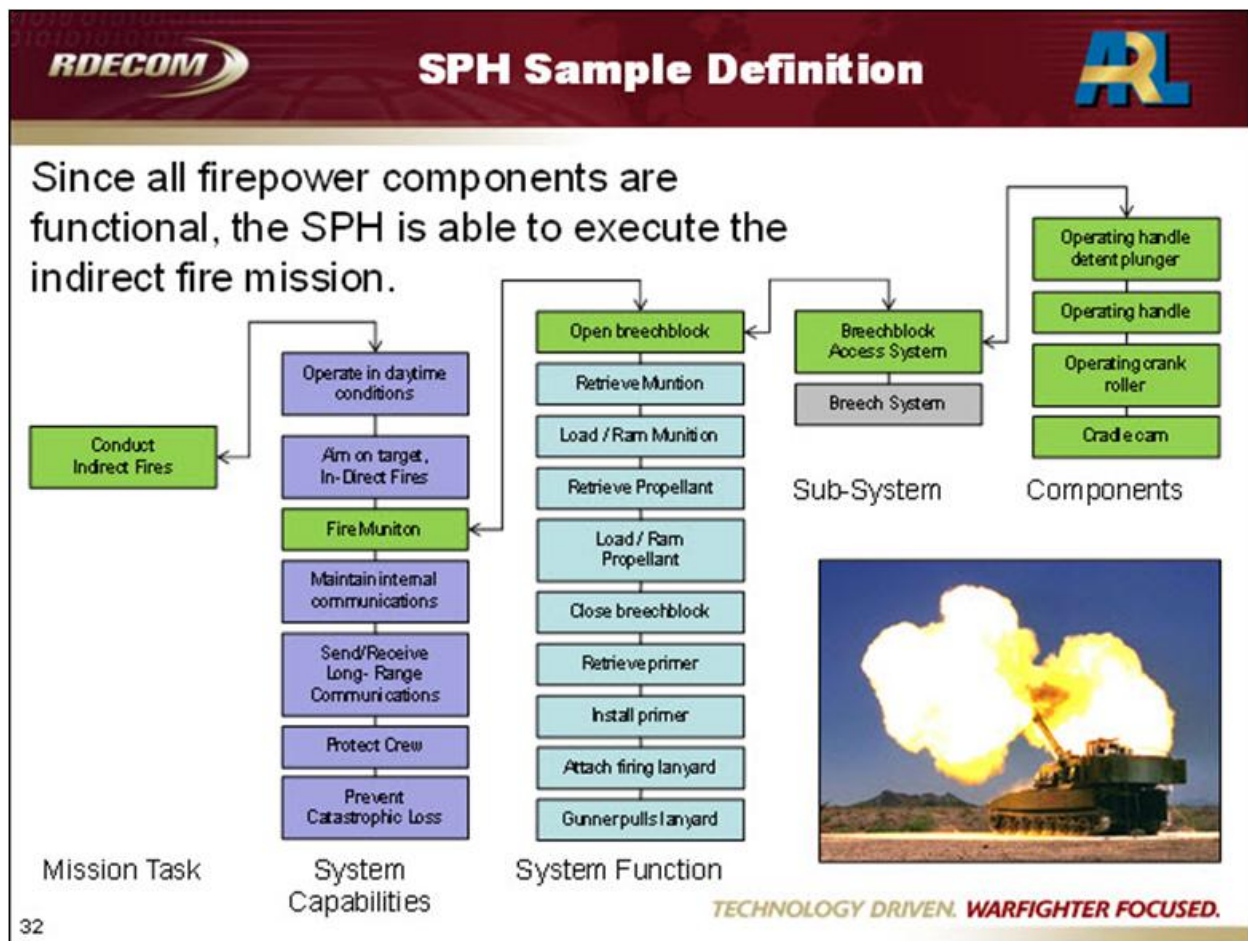 RDECOM
SPH Sample Definition
ARL
Since all firepower components are
functional, the SPH is able to execute the
indirect fire mission.
Conduct
Indirect Fires
Mission Task
Operate in daytime
conditions
Aim on target,
In-Direct Fires
Fire Muniton
Maintain internal
communications
Send/Receive
Long- Range
Communications
Protect Crew
Prevent
Catastrophic Loss
System
Capabilities
Open breechblock
Retrieve Muntion
Load / Ram Munition
Retrieve Propellant
Load / Ram
Propellant
Close breechblock
Retrieve primer
Install primer
Attach firing lanyard
Gunner pulls lanyard
System Function
Breechblock
Access System
Breech System
Sub-System
Operating handle
detent plunger
Operating handle
Operating crank
roller
Cradle cam
Components
TECHNOLOGY DRIVEN. WARFIGHTER FOCUSED.
32